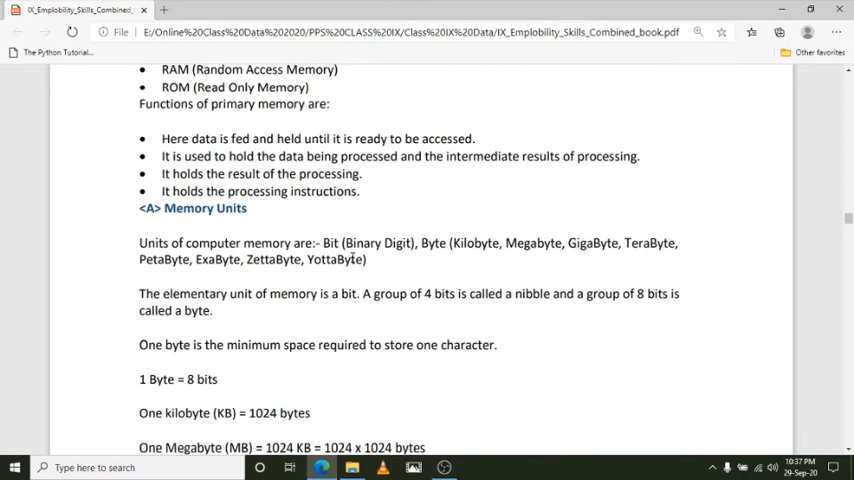 IX_Emplobility_Skills_Combined_b
File
E:/Online%20Class%20Data%202020/PPS%20CLASS%20IX/Class%20IX%20Data/IX_Emplobility_Skills_Combined_book.pdf
The Python Tutorial...
Other favorites
• RAM (Random Access Memory)
• ROM (Read Only Memory)
Functions of primary memory are:
• Here data is fed and held until it is ready to be accessed.
• It is used to hold the data being processed and the intermediate results of processing.
• It holds the result of the processing.
• It holds the processing instructions.
<A> Memory Units
Units of computer memory are:- Bit (Binary Digit), Byte (Kilobyte, Megabyte, GigaByte, TeraByte,
PetaByte, ExaByte, ZettaByte, YottaByte)
The elementary unit of memory is a bit. A group of 4 bits is called a nibble and a group of 8 bits is
called a byte.
One byte is the minimum space required to store one character.
1 Byte = 8 bits
One kilobyte (KB) = 1024 bytes
One Megabyte (MB) = 1024 KB = 1024 x 1024 bytes
Type here to search
10:37 PM
29-Sep-20